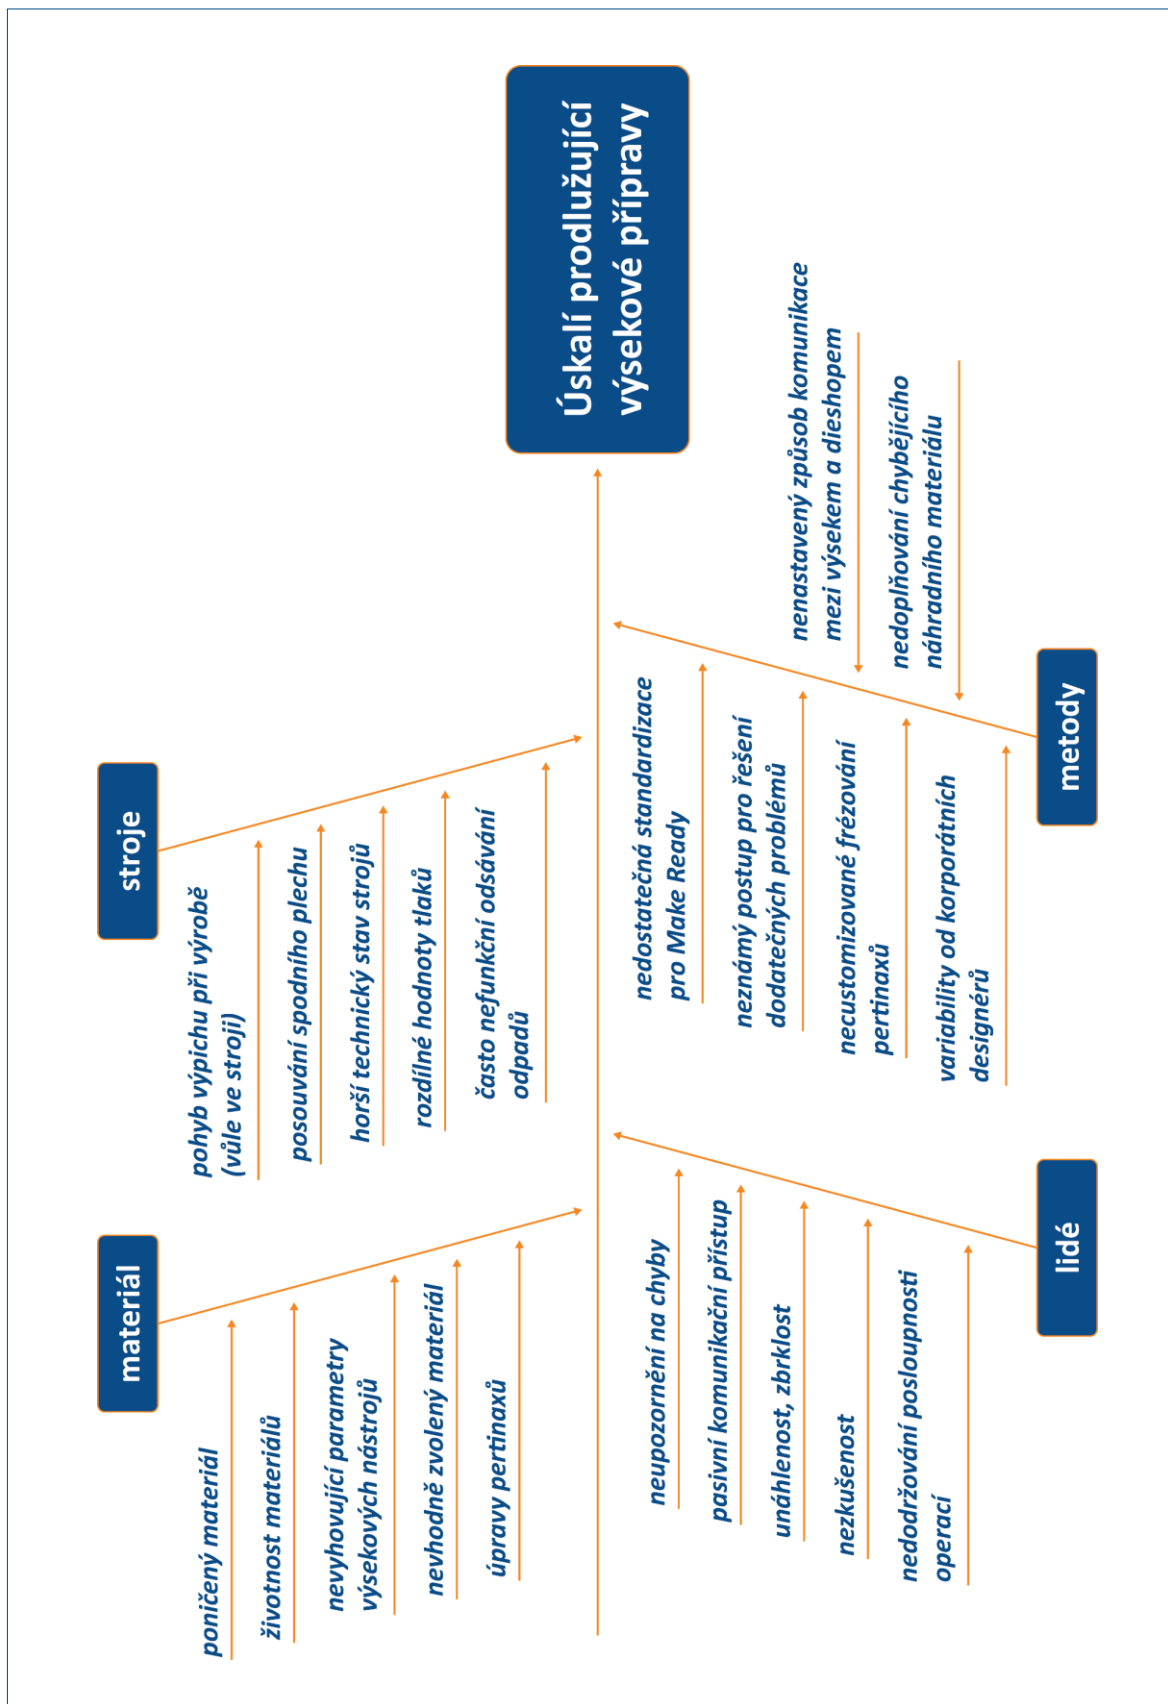 materiál
poničený materiál
životnost materiálů
nevyhovující parametry
výsekových nástrojů
nevhodně zvolený materiál
úpravy pertinaxů
stroje
pohyb výpichu při výrobě
(vůle ve stroji)
posouvání spodního plechu
horší technický stav strojů
rozdílné hodnoty tlaků
často nefunkční odsávání
odpadů
Úskalí prodlužující
výsekové přípravy
neupozornění na chyby
pasivní komunikační přístup
unáhlenost, zbrklost
nezkušenost
nedodržování posloupnosti
operací
lidé
nedostatečná standardizace
pro Make Ready
neznámý postup pro řešení
dodatečných problémů
necustomizované frézování
pertinaxů
variability od korporátních
designérů
nenastavený způsob komunikace
mezi výsekem a dieshopem
nedoplňování chybějícího
náhradního materiálu
metody